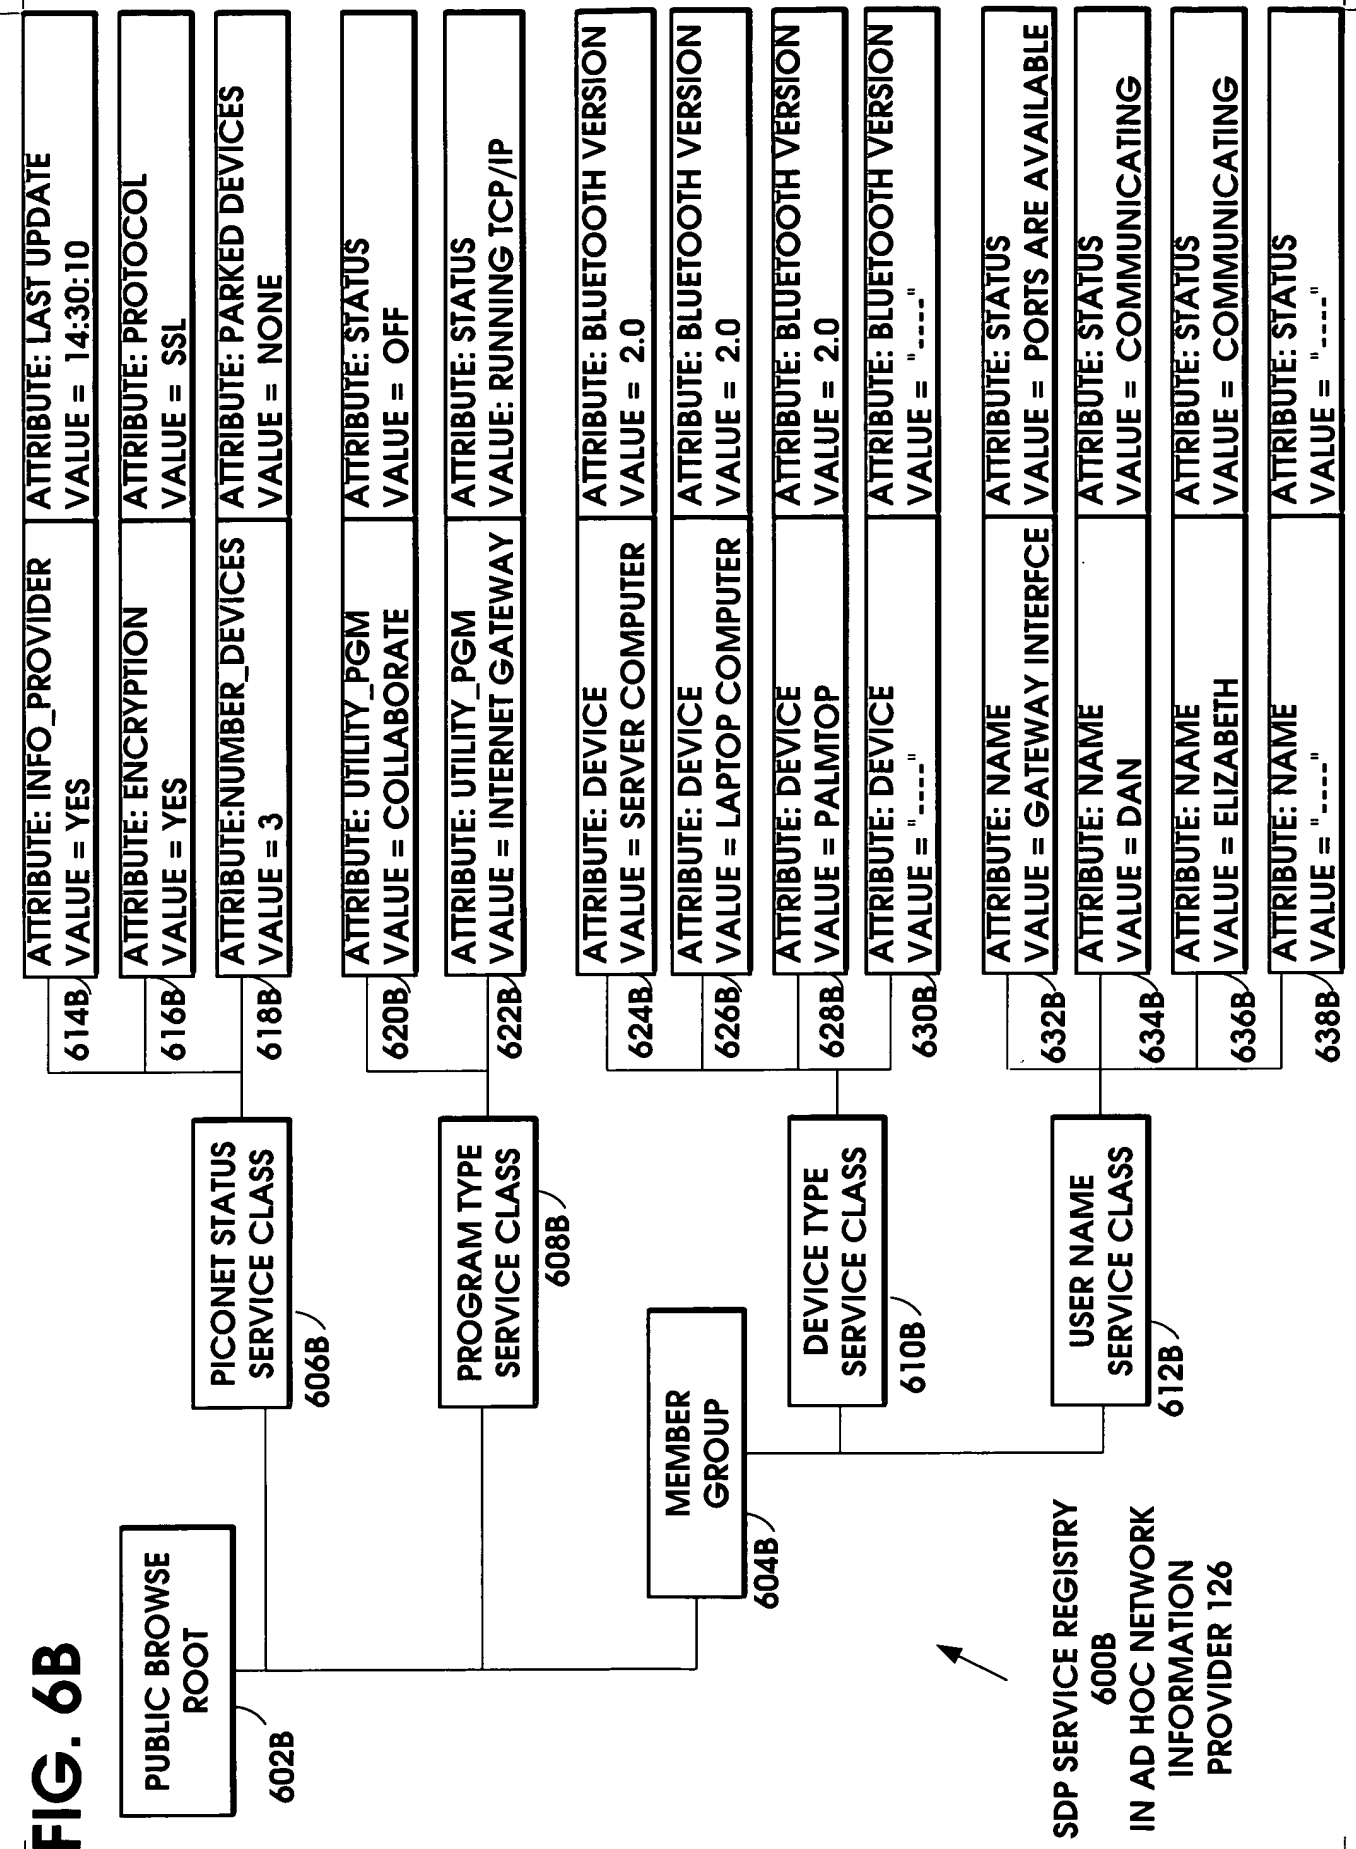 FIG. 6B
PUBLIC BROWSE
ROOT
602B
PICONET STATUS
SERVICE CLASS
606B
ATTRIBUTE: INFO_PROVIDER
VALUE = YES
ATTRIBUTE: LAST UPDATE
VALUE = 14:30:10
614B
ATTRIBUTE: ENCRYPTION
VALUE = YES
ATTRIBUTE: PROTOCOL
VALUE = SSL
616B
ATTRIBUTE:NUMBER_DEVICES
VALUE = 3
ATTRIBUTE: PARKED DEVICES
VALUE = NONE
618B
PROGRAM TYPE
SERVICE CLASS
608B
ATTRIBUTE: UTILITY_PGM
VALUE = COLLABORATE
ATTRIBUTE: STATUS
VALUE = OFF
620B
ATTRIBUTE: UTILITY_PGM
VALUE = INTERNET GATEWAY
ATTRIBUTE: STATUS
VALUE: RUNNING TCP/IP
622B
MEMBER
GROUP
604B
DEVICE TYPE
SERVICE CLASS
610B
ATTRIBUTE: DEVICE
VALUE = SERVER COMPUTER
ATTRIBUTE: BLUETOOTH VERSION
VALUE = 2.0
624B
ATTRIBUTE: DEVICE
VALUE = LAPTOP COMPUTER
ATTRIBUTE: BLUETOOTH VERSION
VALUE = 2.0
626B
ATTRIBUTE: DEVICE
VALUE = PALMTOP
ATTRIBUTE: BLUETOOTH VERSION
VALUE = 2.0
628B
ATTRIBUTE: DEVICE
VALUE = "----"
ATTRIBUTE: BLUETOOTH VERSION
VALUE = "----"
630B
USER NAME
SERVICE CLASS
612B
ATTRIBUTE: NAME
VALUE = GATEWAY INTERFCE
ATTRIBUTE: STATUS
VALUE = PORTS ARE AVAILABLE
632B
ATTRIBUTE: NAME
VALUE = DAN
ATTRIBUTE: STATUS
VALUE = COMMUNICATING
634B
ATTRIBUTE: NAME
VALUE = ELIZABETH
ATTRIBUTE: STATUS
VALUE = COMMUNICATING
636B
ATTRIBUTE: NAME
VALUE = "----"
ATTRIBUTE: STATUS
VALUE = "----"
638B
SDP SERVICE REGISTRY
600B
IN AD HOC NETWORK
INFORMATION
PROVIDER 126